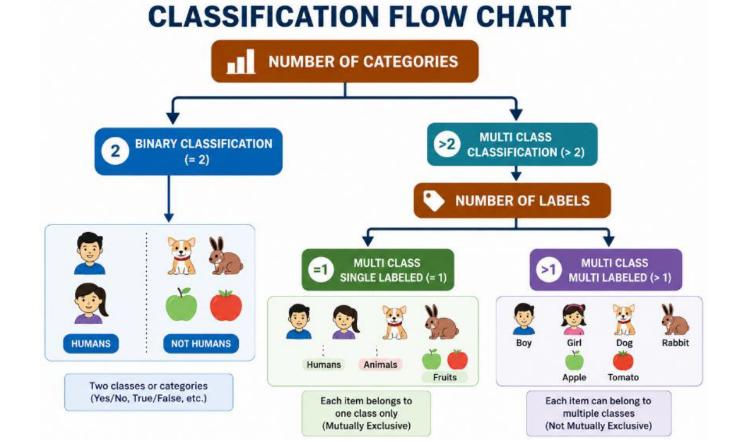 CLASSIFICATION FLOW CHART
NUMBER OF CATEGORIES
2
BINARY CLASSIFICATION
(= 2)
>2
MULTI CLASS
CLASSIFICATION (> 2)
NUMBER OF LABELS
=1
MULTI CLASS
SINGLE LABELED (= 1)
>1
MULTI CLASS
MULTI LABELED (> 1)
HUMANS
NOT HUMANS
Two classes or categories
(Yes/No, True/False, etc.)
Humans
Animals
Fruits
Each item belongs to
one class only
(Mutually Exclusive)
Boy
Girl
Dog
Rabbit
Apple
Tomato
Each item can belong to
multiple classes
(Not Mutually Exclusive)